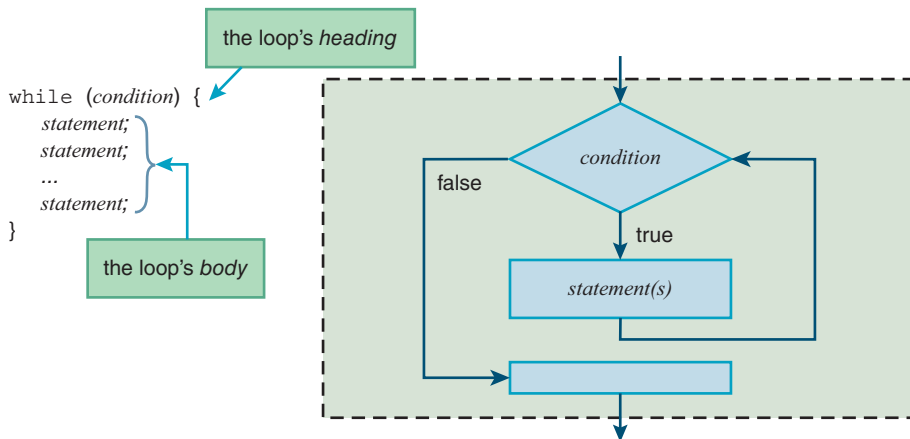 the loop's heading
while (condition) {
statement;
statement;
...
statement;
}
the loop's body
condition
false
true
statement(s)